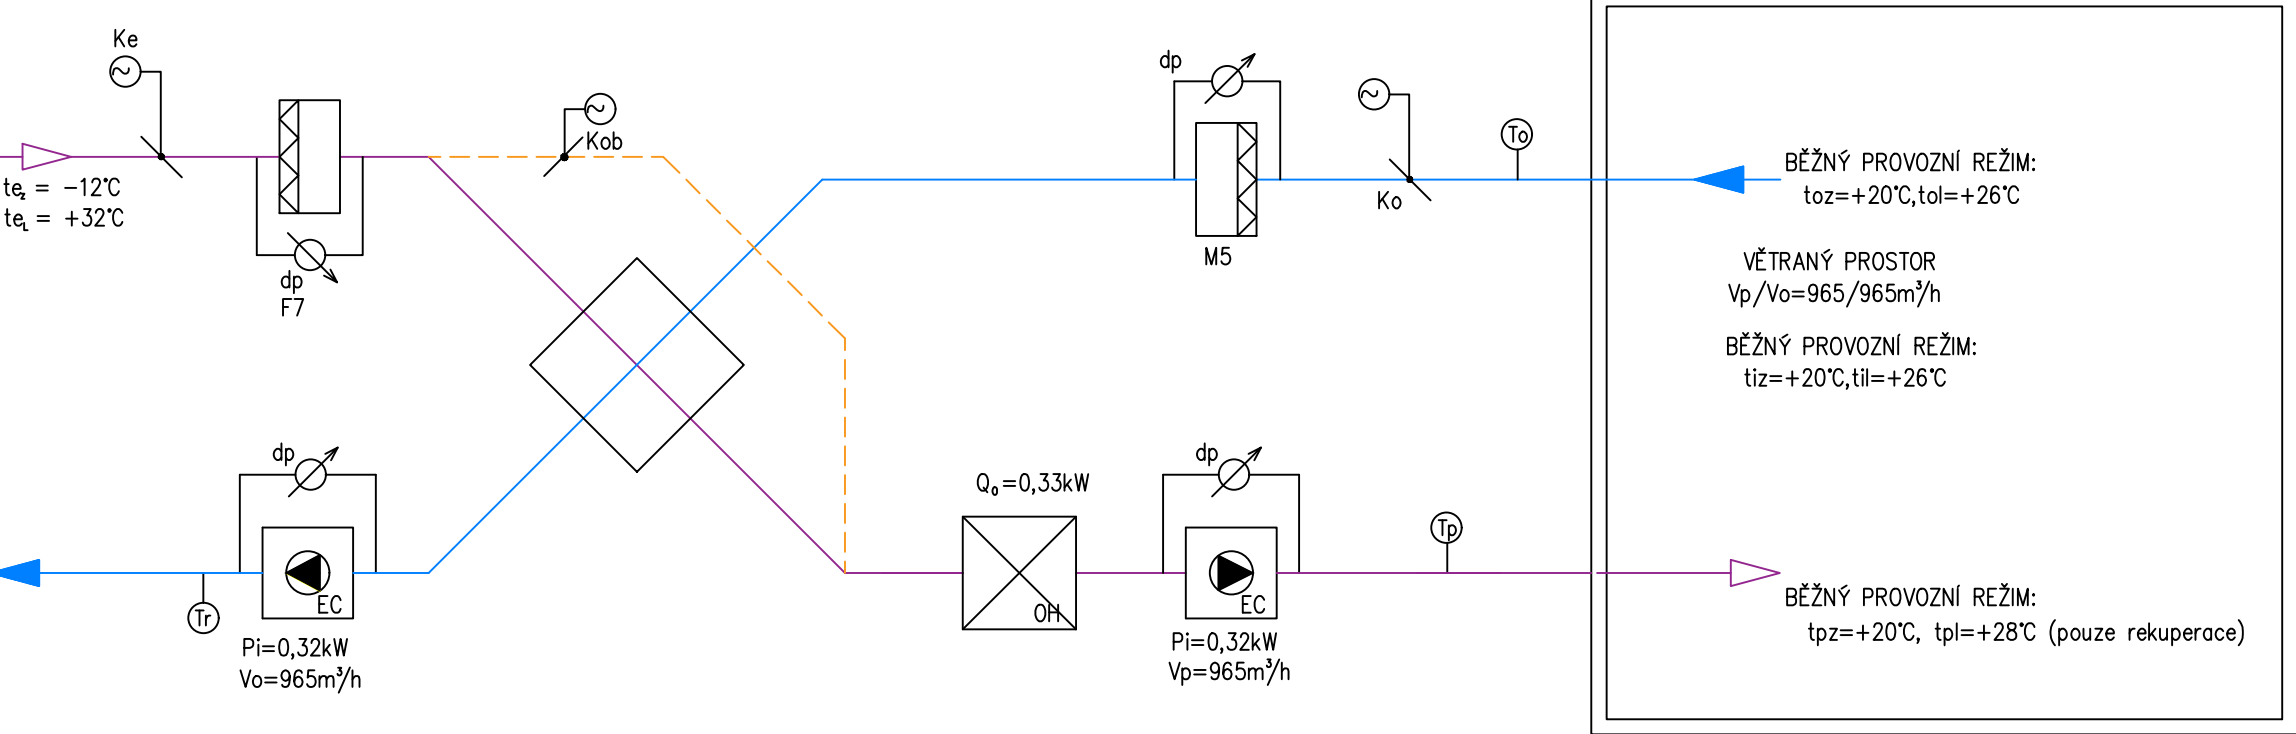 Ke
te_z = -12°C
te_L = +32°C
dp
F7
Kob
dp
M5
Ko
To
BĚŽNÝ PROVOZNÍ REŽIM:
toz=+20°C,tol=+26°C
VĚTRANÝ PROSTOR
Vp/Vo=965/965m³/h
BĚŽNÝ PROVOZNÍ REŽIM:
tiz=+20°C,til=+26°C
dp
EC
Tr
Pi=0,32kW
Vo=965m³/h
Q₀=0,33kW
OH
dp
EC
Pi=0,32kW
Vp=965m³/h
Tp
BĚŽNÝ PROVOZNÍ REŽIM:
tpz=+20°C, tpl=+28°C (pouze rekuperace)